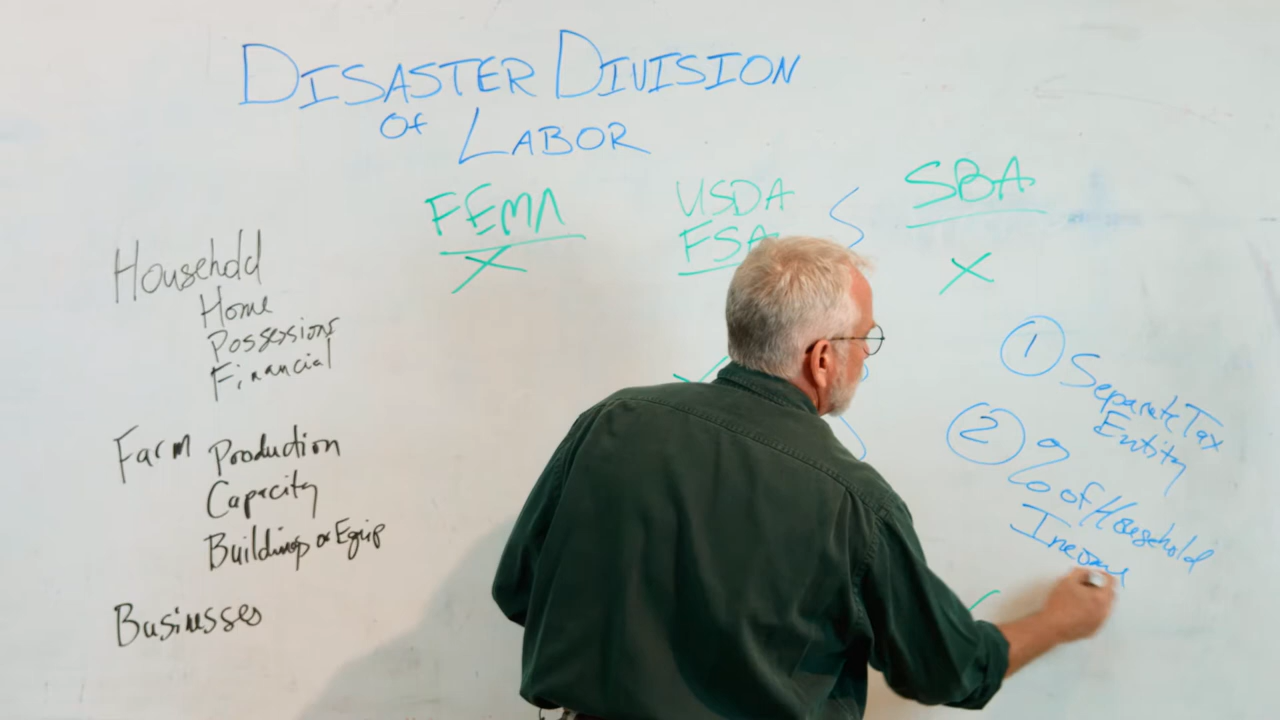 DISASTER DIVISION
OF LABOR
FEMA
USDA
FSA
SBA
X
X
Household
Home
Possessions
Financial
Farm Production
Capacity
Buildings or Equip
Businesses
1 Separate Tax
Entity
2 % of Household
Income